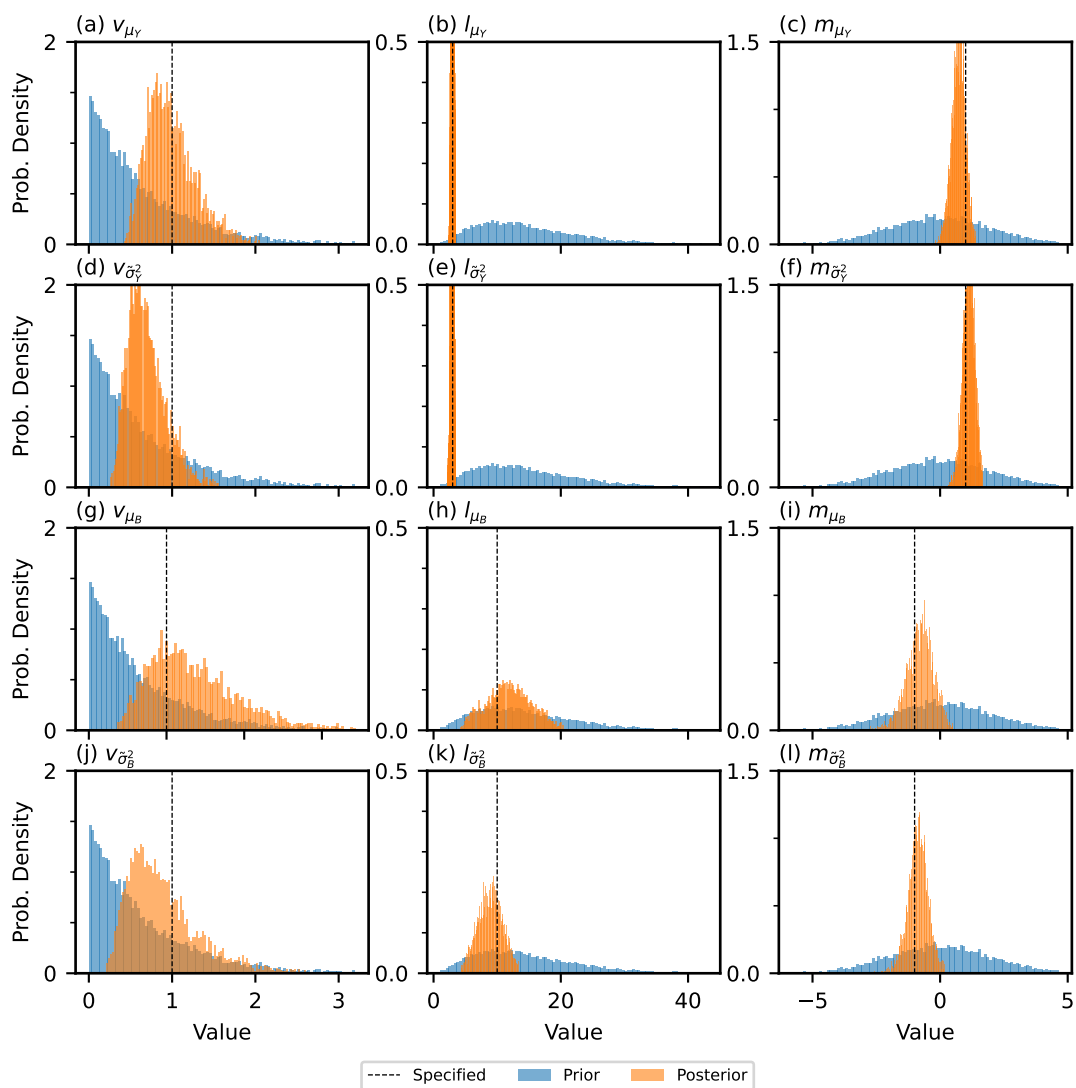 (a) v_{μ_Y} (b) l_{μ_Y} (c) m_{μ_Y}
2 0.5 1.5
Prob. Density
0 0.0 0.0
(d) v_{σ̃²_Y} (e) l_{σ̃²_Y} (f) m_{σ̃²_Y}
2 0.5 1.5
Prob. Density
0 0.0 0.0
(g) v_{μ_B} (h) l_{μ_B} (i) m_{μ_B}
2 0.5 1.5
Prob. Density
0 0.0 0.0
(j) v_{σ̃²_B} (k) l_{σ̃²_B} (l) m_{σ̃²_B}
2 0.5 1.5
Prob. Density
0 0.0 0.0
0 1 2 3 0 20 40 −5 0 5
Value Value Value
Specified Prior Posterior